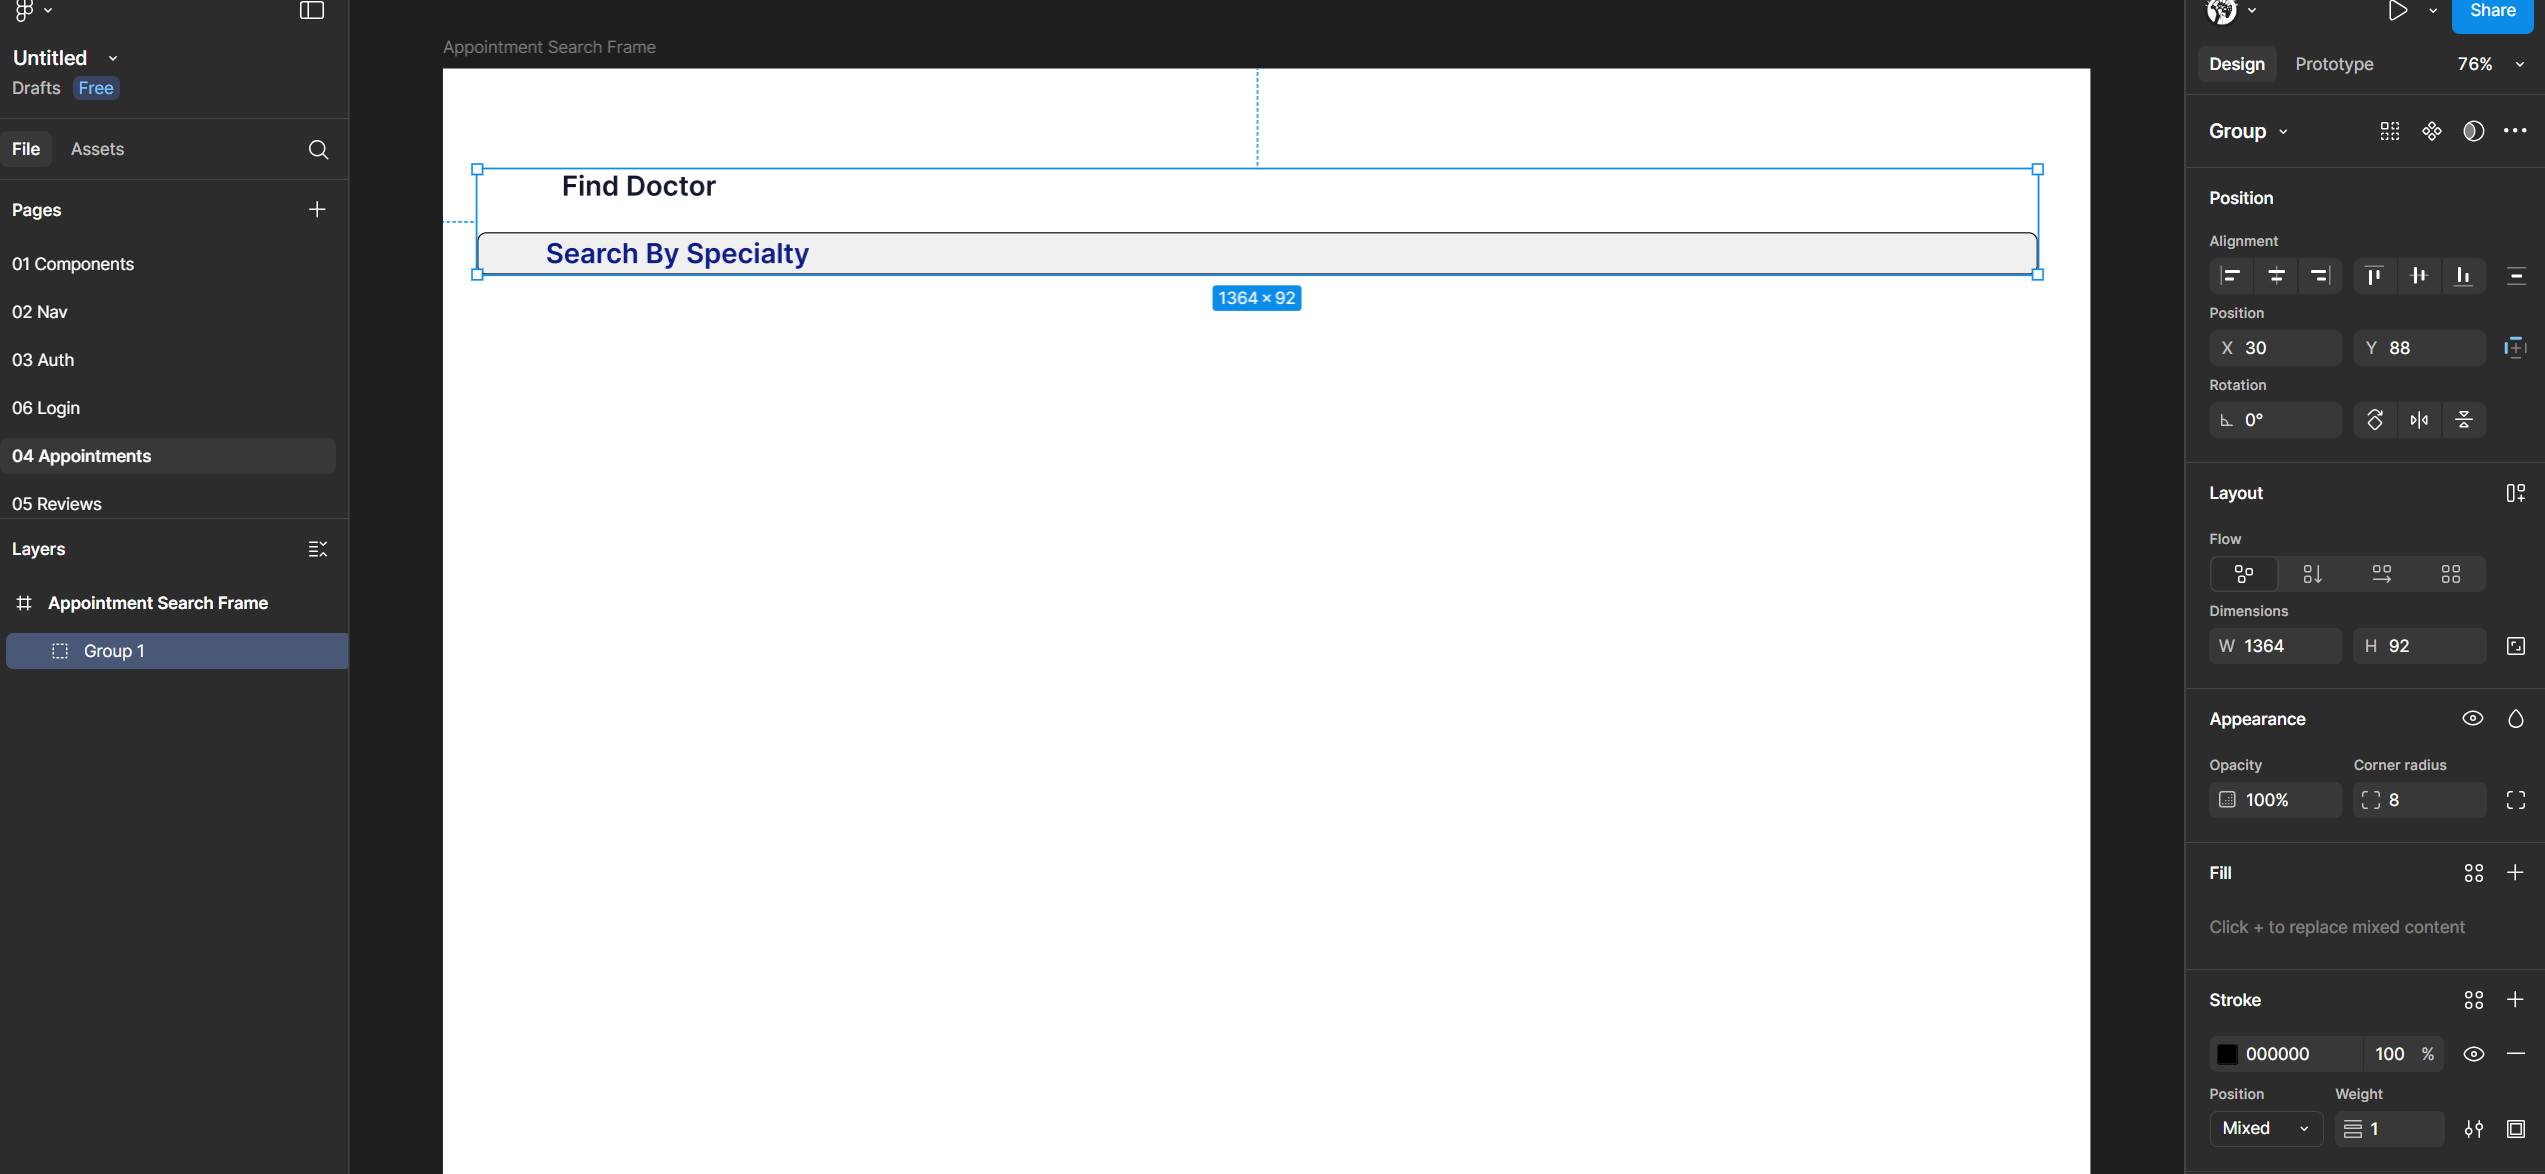 Untitled
Drafts Free
File Assets
Pages
01 Components
02 Nav
03 Auth
06 Login
04 Appointments
05 Reviews
Layers
Appointment Search Frame
Group 1
Appointment Search Frame
Find Doctor
Search By Specialty
1364 × 92
Share
Design Prototype 76%
Group
Position
Alignment
Position
X 30 Y 88
Rotation
0°
Layout
Flow
Dimensions
W 1364 H 92
Appearance
Opacity Corner radius
100% 8
Fill
Click + to replace mixed content
Stroke
000000 100 %
Position Weight
Mixed 1